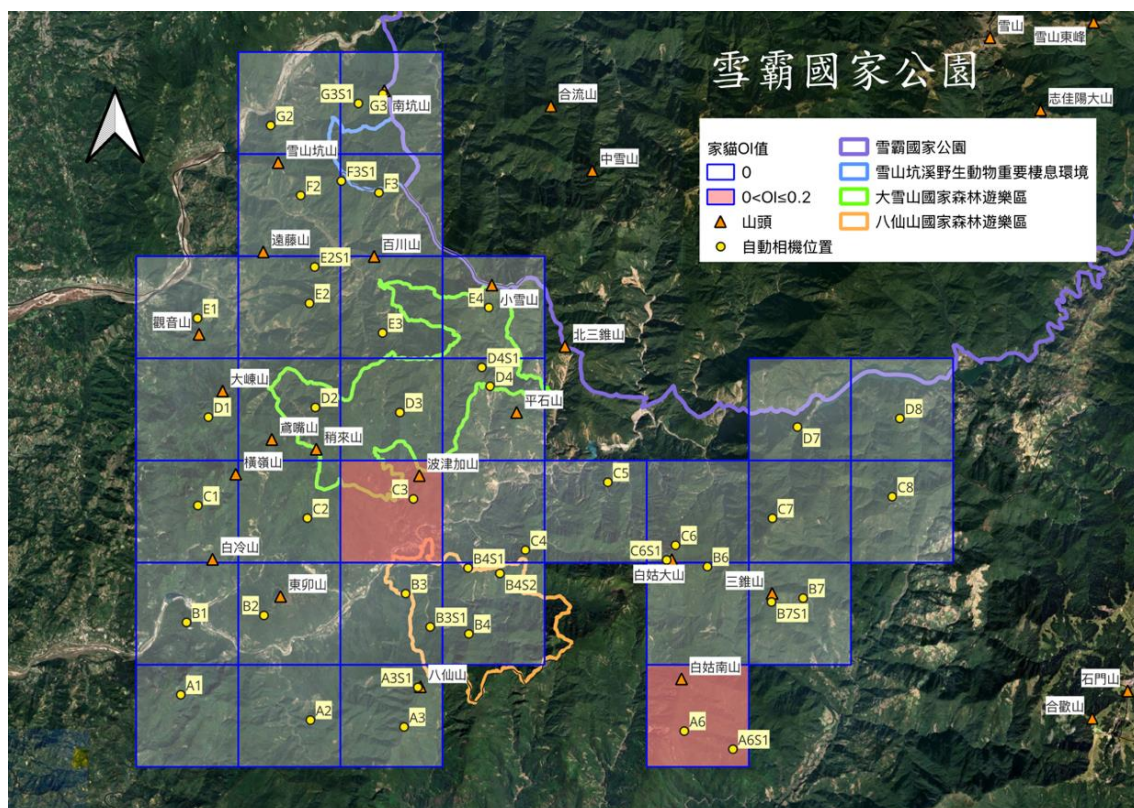 雪霸國家公園
雪山
雪山東峰
志佳陽大山
合流山
中雪山
家貓OI值
0
0<OI≤0.2
山頭
自動相機位置
雪霸國家公園
雪山坑溪野生動物重要棲息環境
大雪山國家森林遊樂區
八仙山國家森林遊樂區
G3S1
G3
南坑山
G2
雪山坑山
F3S1
F2
F3
遠藤山
百川山
E2S1
小雪山
E1
E2
E4
觀音山
E3
北三錐山
D4S1
大崠山
D4
D1
D2
D3
平石山
D8
D7
鳶嘴山
稍來山
橫嶺山
波津加山
C5
C1
C2
C3
C8
C7
C4
C6
C6S1
白冷山
白姑大山
B4S1
B6
B4S2
東卯山
B3
三錐山
B7
B7S1
B1
B2
B3S1
B4
A3S1
八仙山
白姑南山
石門山
A1
A2
A3
A6
合歡山
A6S1